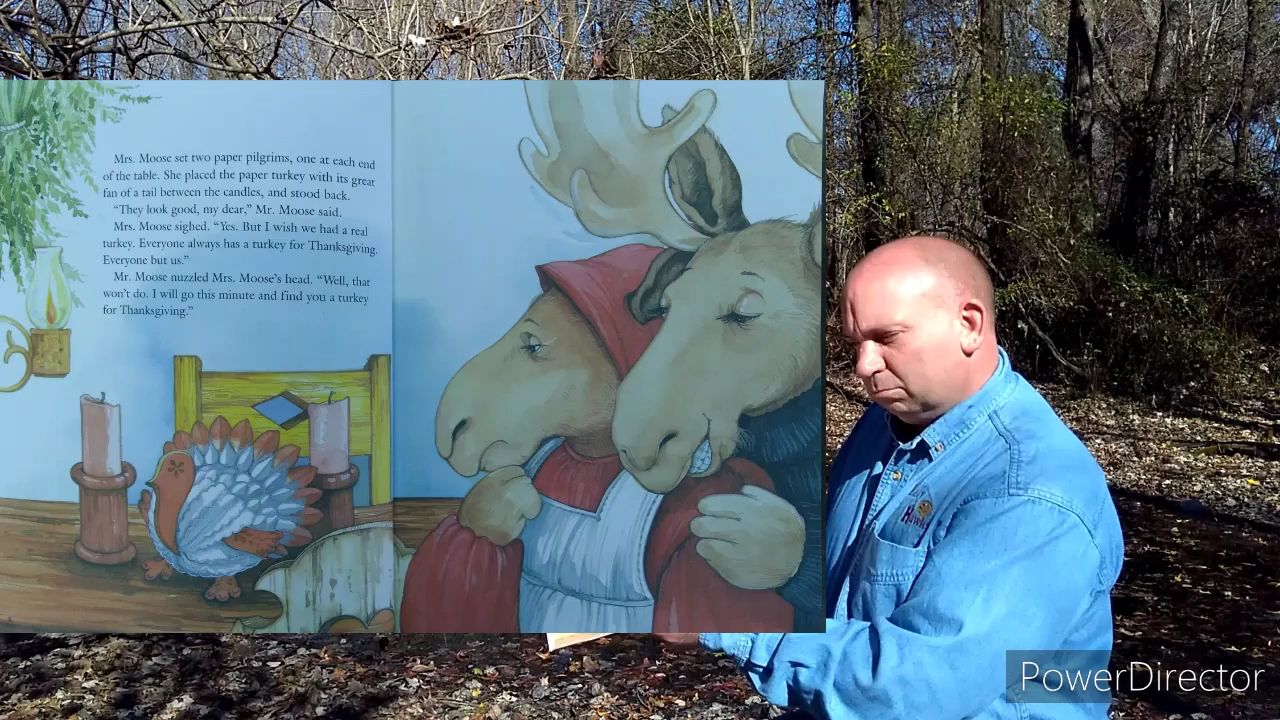 Mrs. Moose set two paper pilgrims, one at each end
of the table. She placed the paper turkey with its great
fan of a tail between the candles, and stood back.
"They look good, my dear," Mr. Moose said.
Mrs. Moose sighed. "Yes. But I wish we had a real
turkey. Everyone always has a turkey for Thanksgiving.
Everyone but us."
Mr. Moose nuzzled Mrs. Moose's head. "Well, that
won't do. I will go this minute and find you a turkey
for Thanksgiving."
PowerDirector